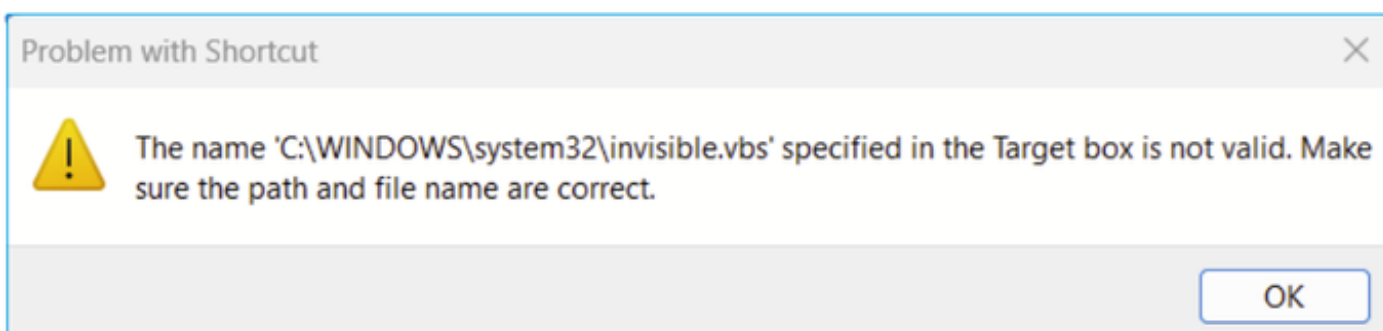 Problem with Shortcut
The name 'C:\WINDOWS\system32\invisible.vbs' specified in the Target box is not valid. Make
sure the path and file name are correct.
OK